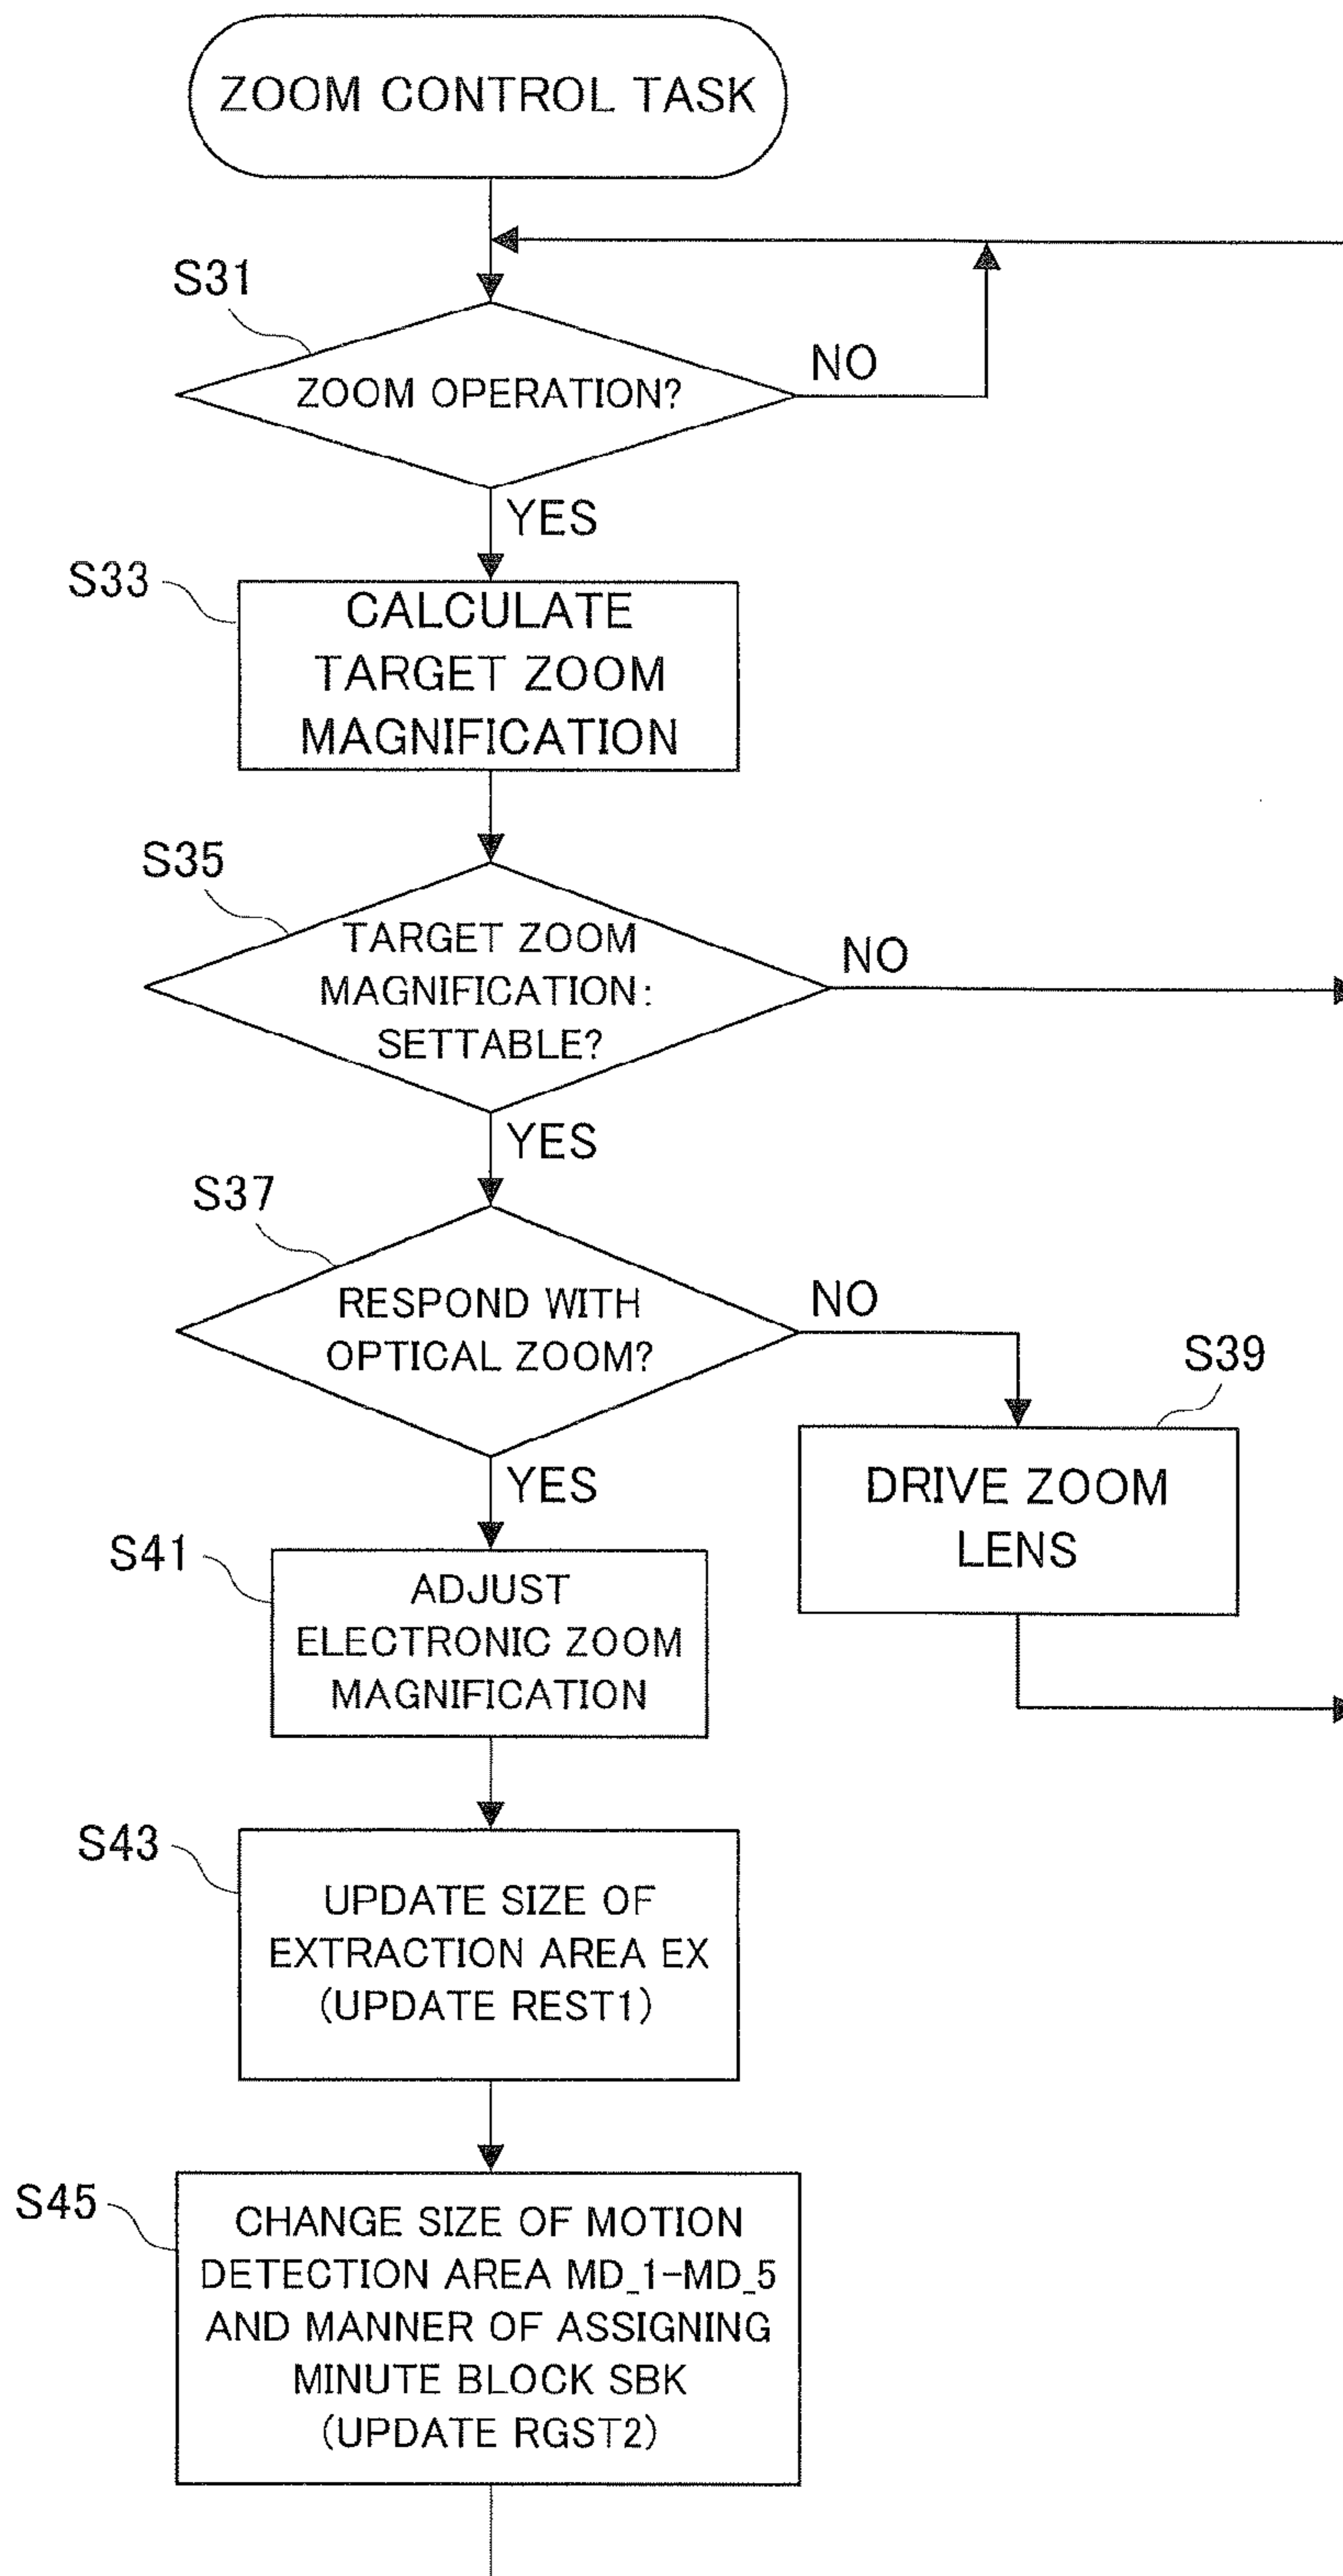 ZOOM CONTROL TASK
S31
ZOOM OPERATION?
NO
YES
S33
CALCULATE
TARGET ZOOM
MAGNIFICATION
S35
TARGET ZOOM
MAGNIFICATION:
SETTABLE?
NO
YES
S37
RESPOND WITH
OPTICAL ZOOM?
NO
YES
S39
DRIVE ZOOM
LENS
S41
ADJUST
ELECTRONIC ZOOM
MAGNIFICATION
S43
UPDATE SIZE OF
EXTRACTION AREA EX
(UPDATE REST1)
S45
CHANGE SIZE OF MOTION
DETECTION AREA MD_1-MD_5
AND MANNER OF ASSIGNING
MINUTE BLOCK SBK
(UPDATE RGST2)